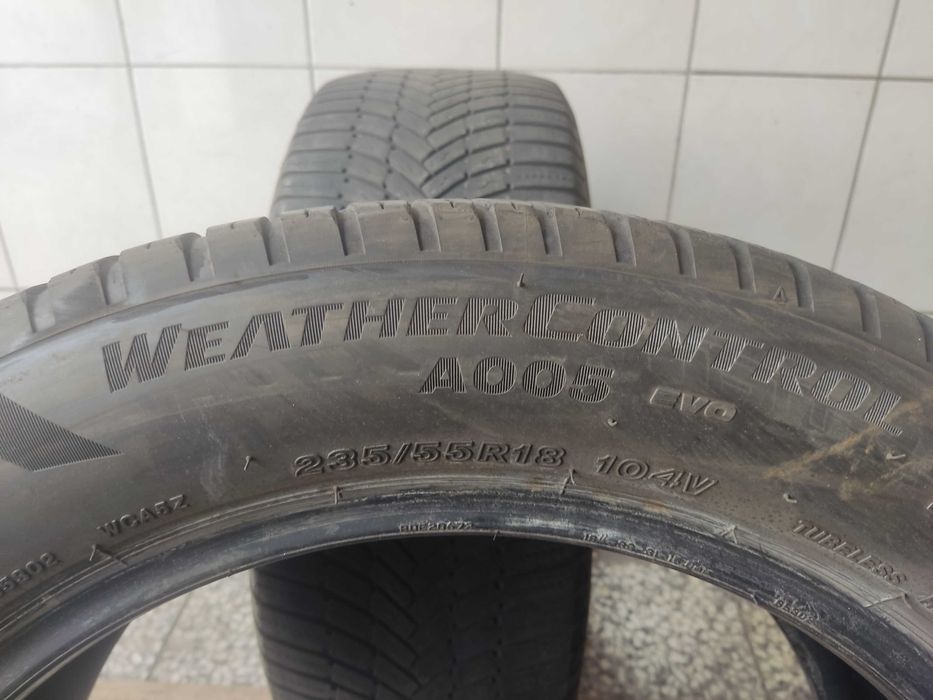 WEATHERCONTROL
A005 EVO
235/55R18 104V
WCA5Z
TUBELESS